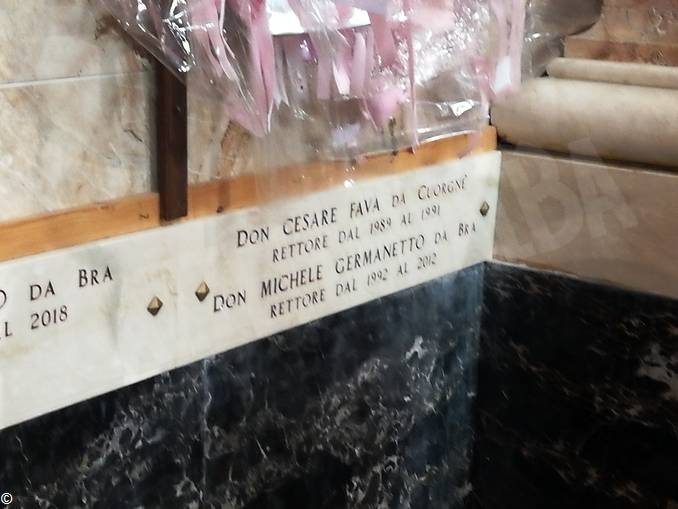 DA BRA
2018
DON CESARE FAVA DA CUORGNÈ
RETTORE DAL 1989 AL 1991
DON MICHELE GERMANETTO DA BRA
RETTORE DAL 1992 AL 2012
ALBA
©